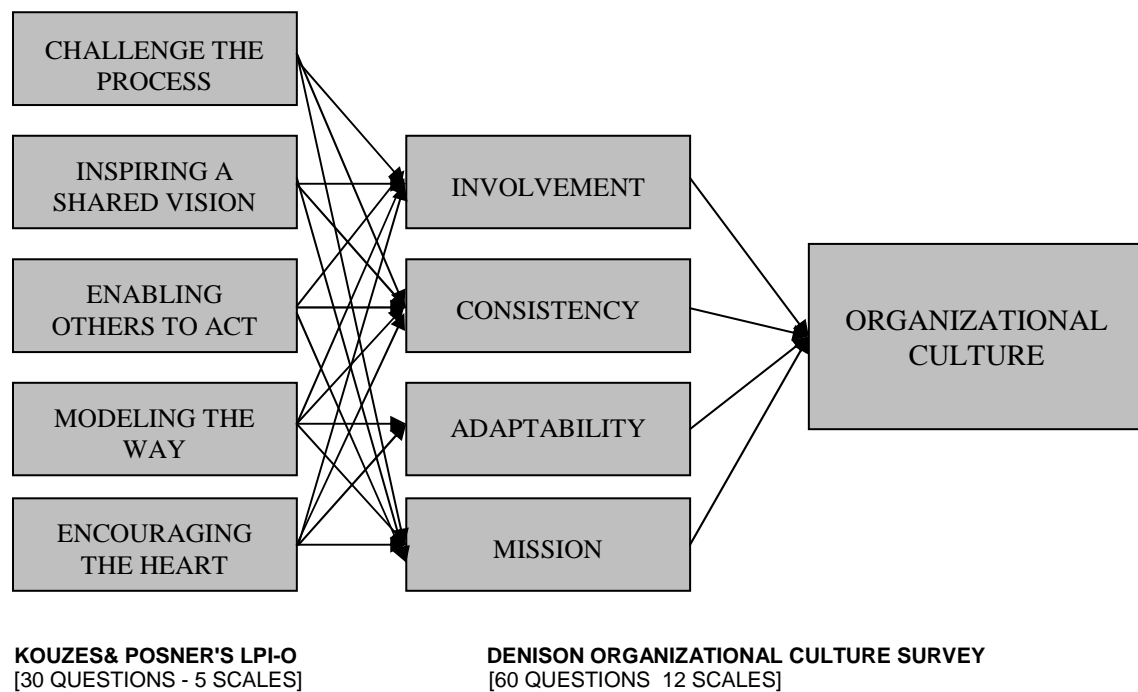 CHALLENGE THE
PROCESS
INSPIRING A
SHARED VISION
ENABLING
OTHERS TO ACT
MODELING THE
WAY
ENCOURAGING
THE HEART
INVOLVEMENT
CONSISTENCY
ADAPTABILITY
MISSION
ORGANIZATIONAL
CULTURE
KOUZES& POSNER'S LPI-O
[30 QUESTIONS - 5 SCALES]
DENISON ORGANIZATIONAL CULTURE SURVEY
[60 QUESTIONS 12 SCALES]